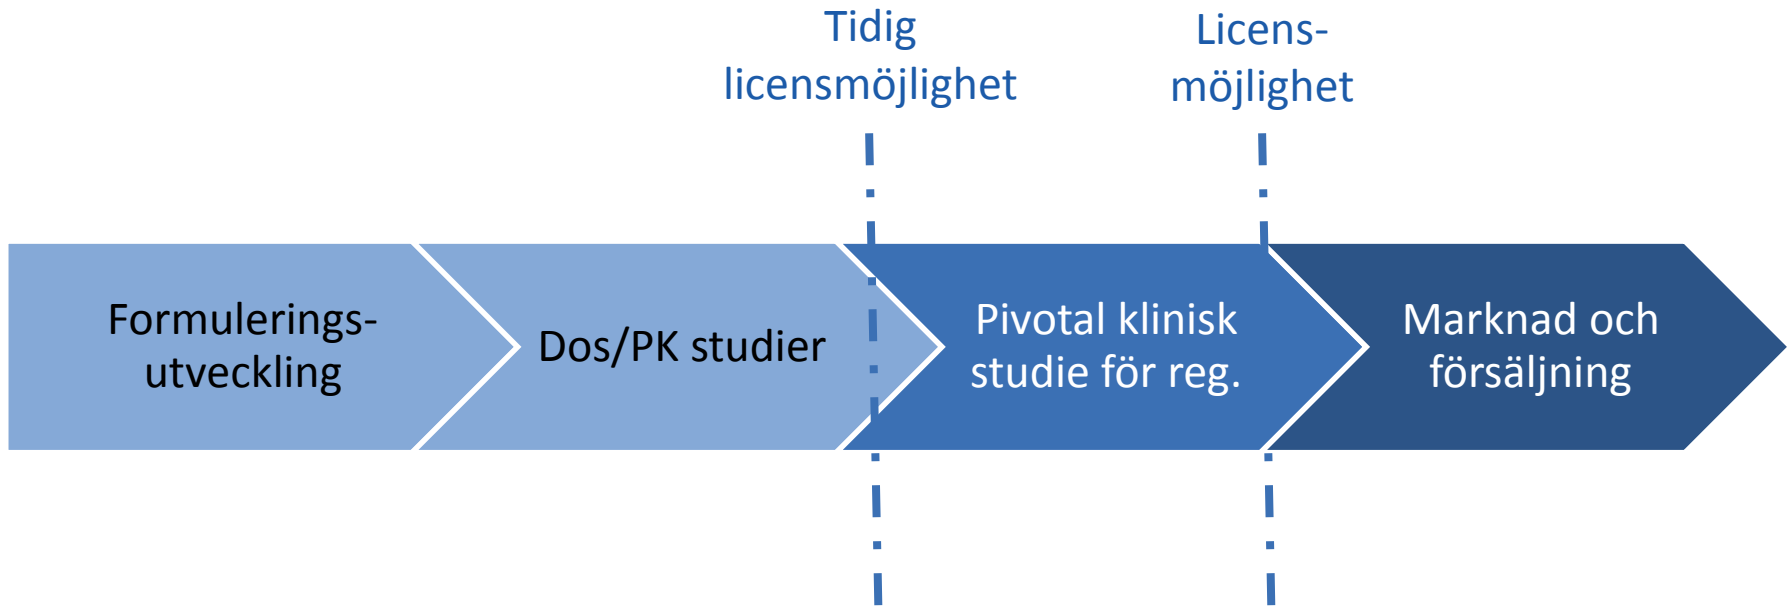 Tidig
licensmöjlighet
Licens-
möjlighet
Formulerings-
utveckling
Dos/PK studier
Pivotal klinisk
studie för reg.
Marknad och
försäljning